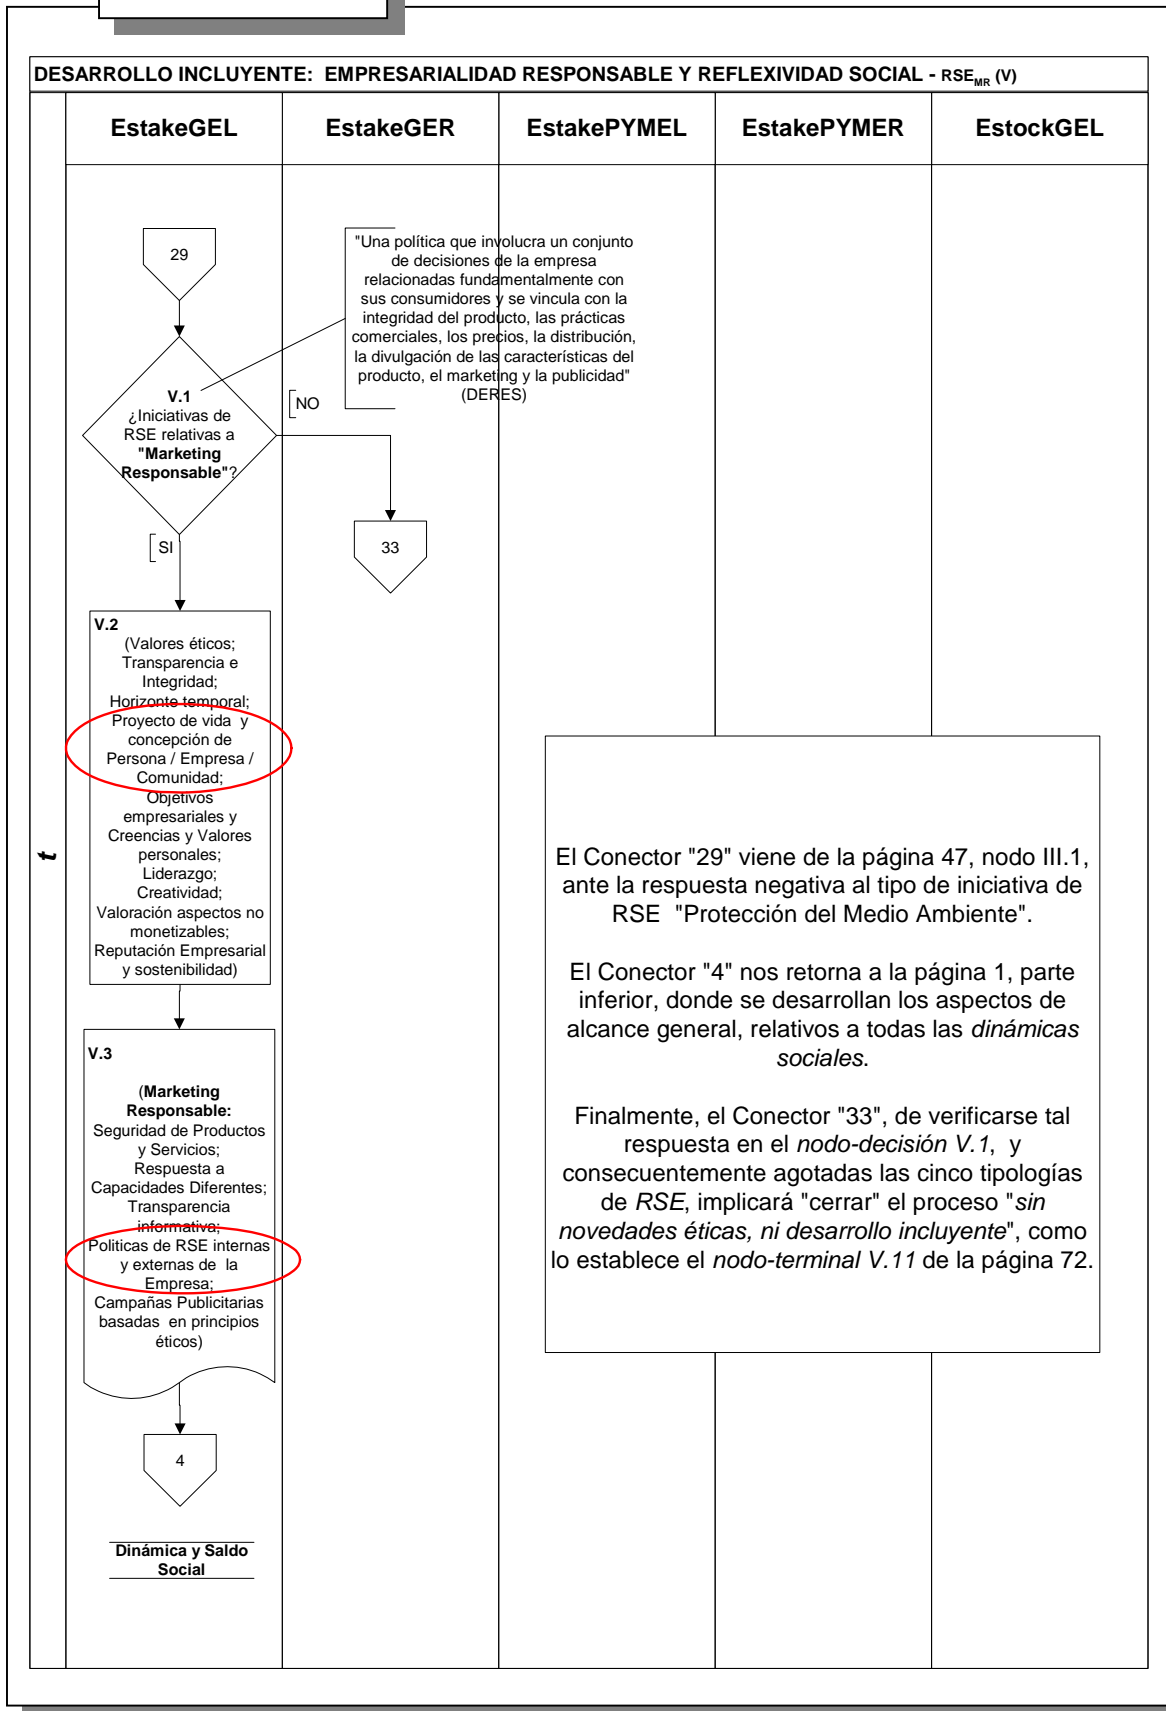 DESARROLLO INCLUYENTE: EMPRESARIALIDAD RESPONSABLE Y REFLEXIVIDAD SOCIAL - RSE MR (V)
EstakeGEL
EstakeGER
EstakePYMEL
EstakePYMER
EstockGEL
t
29
"Una política que involucra un conjunto
de decisiones de la empresa
relacionadas fundamentalmente con
sus consumidores y se vincula con la
integridad del producto, las prácticas
comerciales, los precios, la distribución,
la divulgación de las características del
producto, el marketing y la publicidad"
(DERES)
V.1
¿Iniciativas de
RSE relativas a
"Marketing
Responsable"?
NO
33
SI
V.2
(Valores éticos;
Transparencia e
Integridad;
Horizonte temporal;
Proyecto de vida y
concepción de
Persona / Empresa /
Comunidad;
Objetivos
empresariales y
Creencias y Valores
personales;
Liderazgo;
Creatividad;
Valoración aspectos no
monetizables;
Reputación Empresarial
y sostenibilidad)
V.3
(Marketing
Responsable:
Seguridad de Productos
y Servicios;
Respuesta a
Capacidades Diferentes;
Transparencia
informativa;
Politicas de RSE internas
y externas de la
Empresa;
Campañas Publicitarias
basadas en principios
éticos)
4
Dinámica y Saldo
Social
El Conector "29" viene de la página 47, nodo III.1,
ante la respuesta negativa al tipo de iniciativa de
RSE "Protección del Medio Ambiente".
El Conector "4" nos retorna a la página 1, parte
inferior, donde se desarrollan los aspectos de
alcance general, relativos a todas las dinámicas
sociales.
Finalmente, el Conector "33", de verificarse tal
respuesta en el nodo-decisión V.1, y
consecuentemente agotadas las cinco tipologías
de RSE, implicará "cerrar" el proceso "sin
novedades éticas, ni desarrollo incluyente", como
lo establece el nodo-terminal V.11 de la página 72.